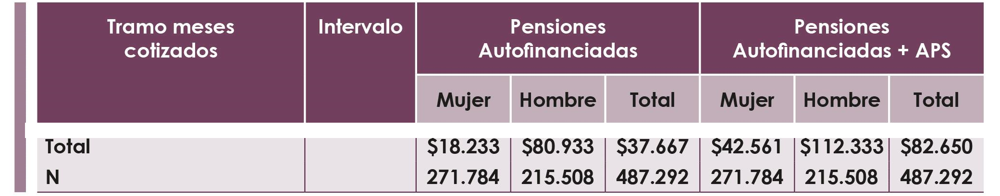 Tramo meses cotizados Intervalo Pensiones Autofinanciadas Pensiones Autofinanciadas + APS
Mujer Hombre Total Mujer Hombre Total
Total $18.233 $80.933 $37.667 $42.561 $112.333 $82.650
N 271.784 215.508 487.292 271.784 215.508 487.292